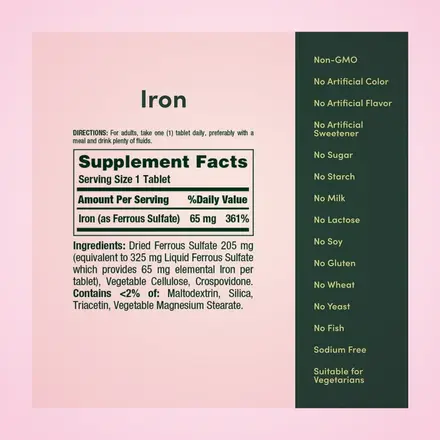 Iron
DIRECTIONS: For adults, take one (1) tablet daily, preferably with a
meal and drink plenty of fluids.
Supplement Facts
Serving Size 1 Tablet
Amount Per Serving %Daily Value
Iron (as Ferrous Sulfate) 65 mg 361%
Ingredients: Dried Ferrous Sulfate 205 mg
(equivalent to 325 mg Liquid Ferrous Sulfate
which provides 65 mg elemental Iron per
tablet), Vegetable Cellulose, Crospovidone.
Contains <2% of: Maltodextrin, Silica,
Triacetin, Vegetable Magnesium Stearate.
Non-GMO
No Artificial Color
No Artificial Flavor
No Artificial
Sweetener
No Sugar
No Starch
No Milk
No Lactose
No Soy
No Gluten
No Wheat
No Yeast
No Fish
Sodium Free
Suitable for
Vegetarians